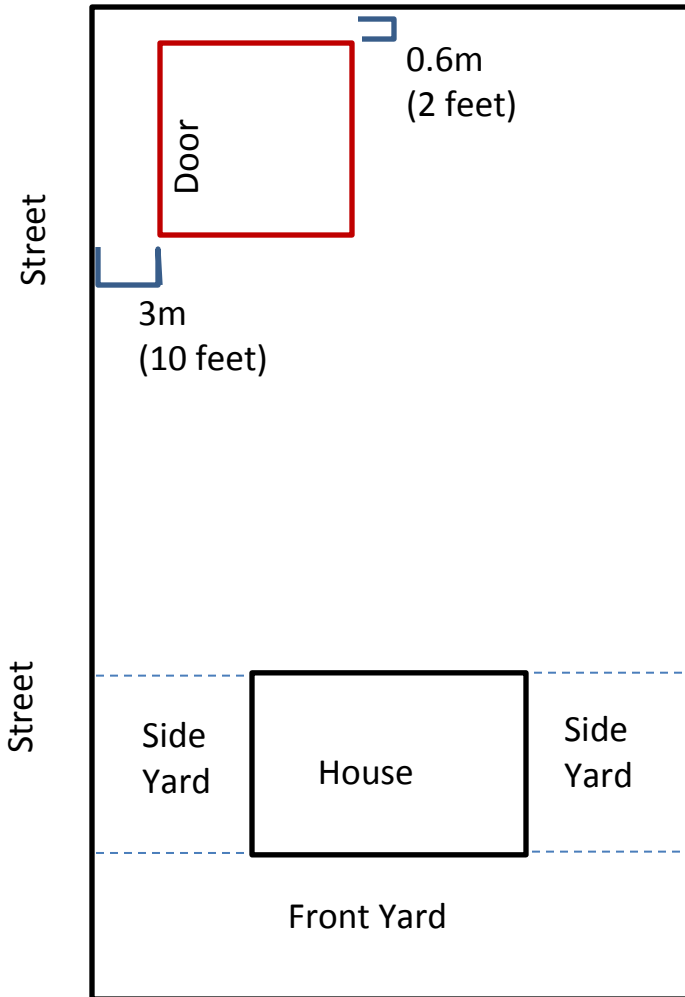 0.6m
(2 feet)
Door
Street
3m
(10 feet)
Street
Side
Yard
House
Side
Yard
Front Yard